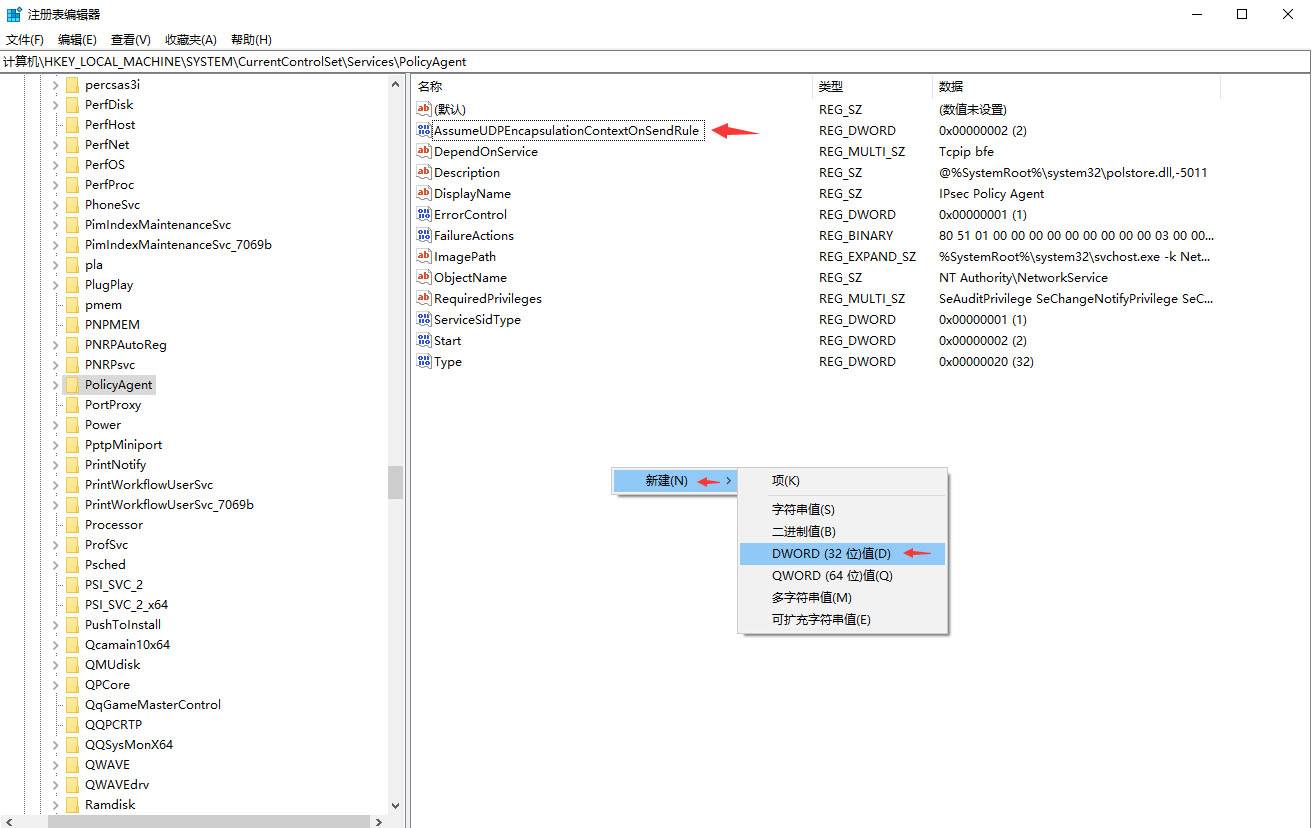 注册表编辑器
文件(F) 编辑(E) 查看(V) 收藏夹(A) 帮助(H)
计算机\HKEY_LOCAL_MACHINE\SYSTEM\CurrentControlSet\Services\PolicyAgent
percsas3i
PerfDisk
PerfHost
PerfNet
PerfOS
PerfProc
PhoneSvc
PimIndexMaintenanceSvc
PimIndexMaintenanceSvc_7069b
pla
PlugPlay
pmem
PNPMEM
PNRPAutoReg
PNRPsvc
PolicyAgent
PortProxy
Power
PptpMiniport
PrintNotify
PrintWorkflowUserSvc
PrintWorkflowUserSvc_7069b
Processor
ProfSvc
Psched
PSI_SVC_2
PSI_SVC_2_x64
PushToInstall
Qcamain10x64
QMUdisk
QPCore
QqGameMasterControl
QQPCRTP
QQSysMonX64
QWAVE
QWAVEdrv
Ramdisk
名称 类型 数据
(默认) REG_SZ (数值未设置)
AssumeUDPEncapsulationContextOnSendRule REG_DWORD 0x00000002 (2)
DependOnService REG_MULTI_SZ Tcpip bfe
Description REG_SZ @%SystemRoot%\system32\polstore.dll,-5011
DisplayName REG_SZ IPsec Policy Agent
ErrorControl REG_DWORD 0x00000001 (1)
FailureActions REG_BINARY 80 51 01 00 00 00 00 00 00 00 00 00 03 00 00...
ImagePath REG_EXPAND_SZ %SystemRoot%\system32\svchost.exe -k Net...
ObjectName REG_SZ NT Authority\NetworkService
RequiredPrivileges REG_MULTI_SZ SeAuditPrivilege SeChangeNotifyPrivilege SeC...
ServiceSidType REG_DWORD 0x00000001 (1)
Start REG_DWORD 0x00000002 (2)
Type REG_DWORD 0x00000020 (32)
新建(N)
项(K)
字符串值(S)
二进制值(B)
DWORD (32 位)值(D)
QWORD (64 位)值(Q)
多字符串值(M)
可扩充字符串值(E)